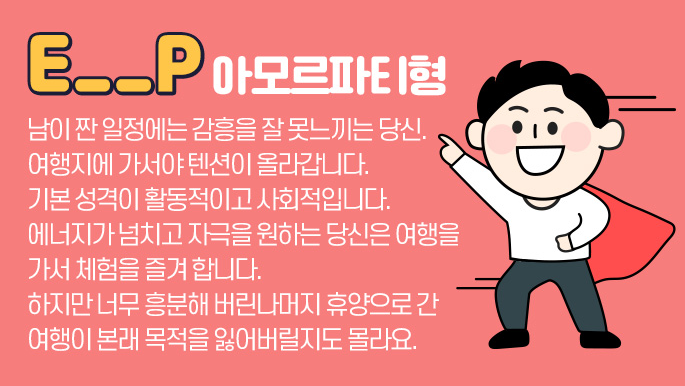 E__P 아모르파티형
남이 짠 일정에는 감흥을 잘 못느끼는 당신.
여행지에 가서야 텐션이 올라갑니다.
기본 성격이 활동적이고 사회적입니다.
에너지가 넘치고 자극을 원하는 당신은 여행을
가서 체험을 즐겨 합니다.
하지만 너무 흥분해 버린나머지 휴양으로 간
여행이 본래 목적을 잃어버릴지도 몰라요.